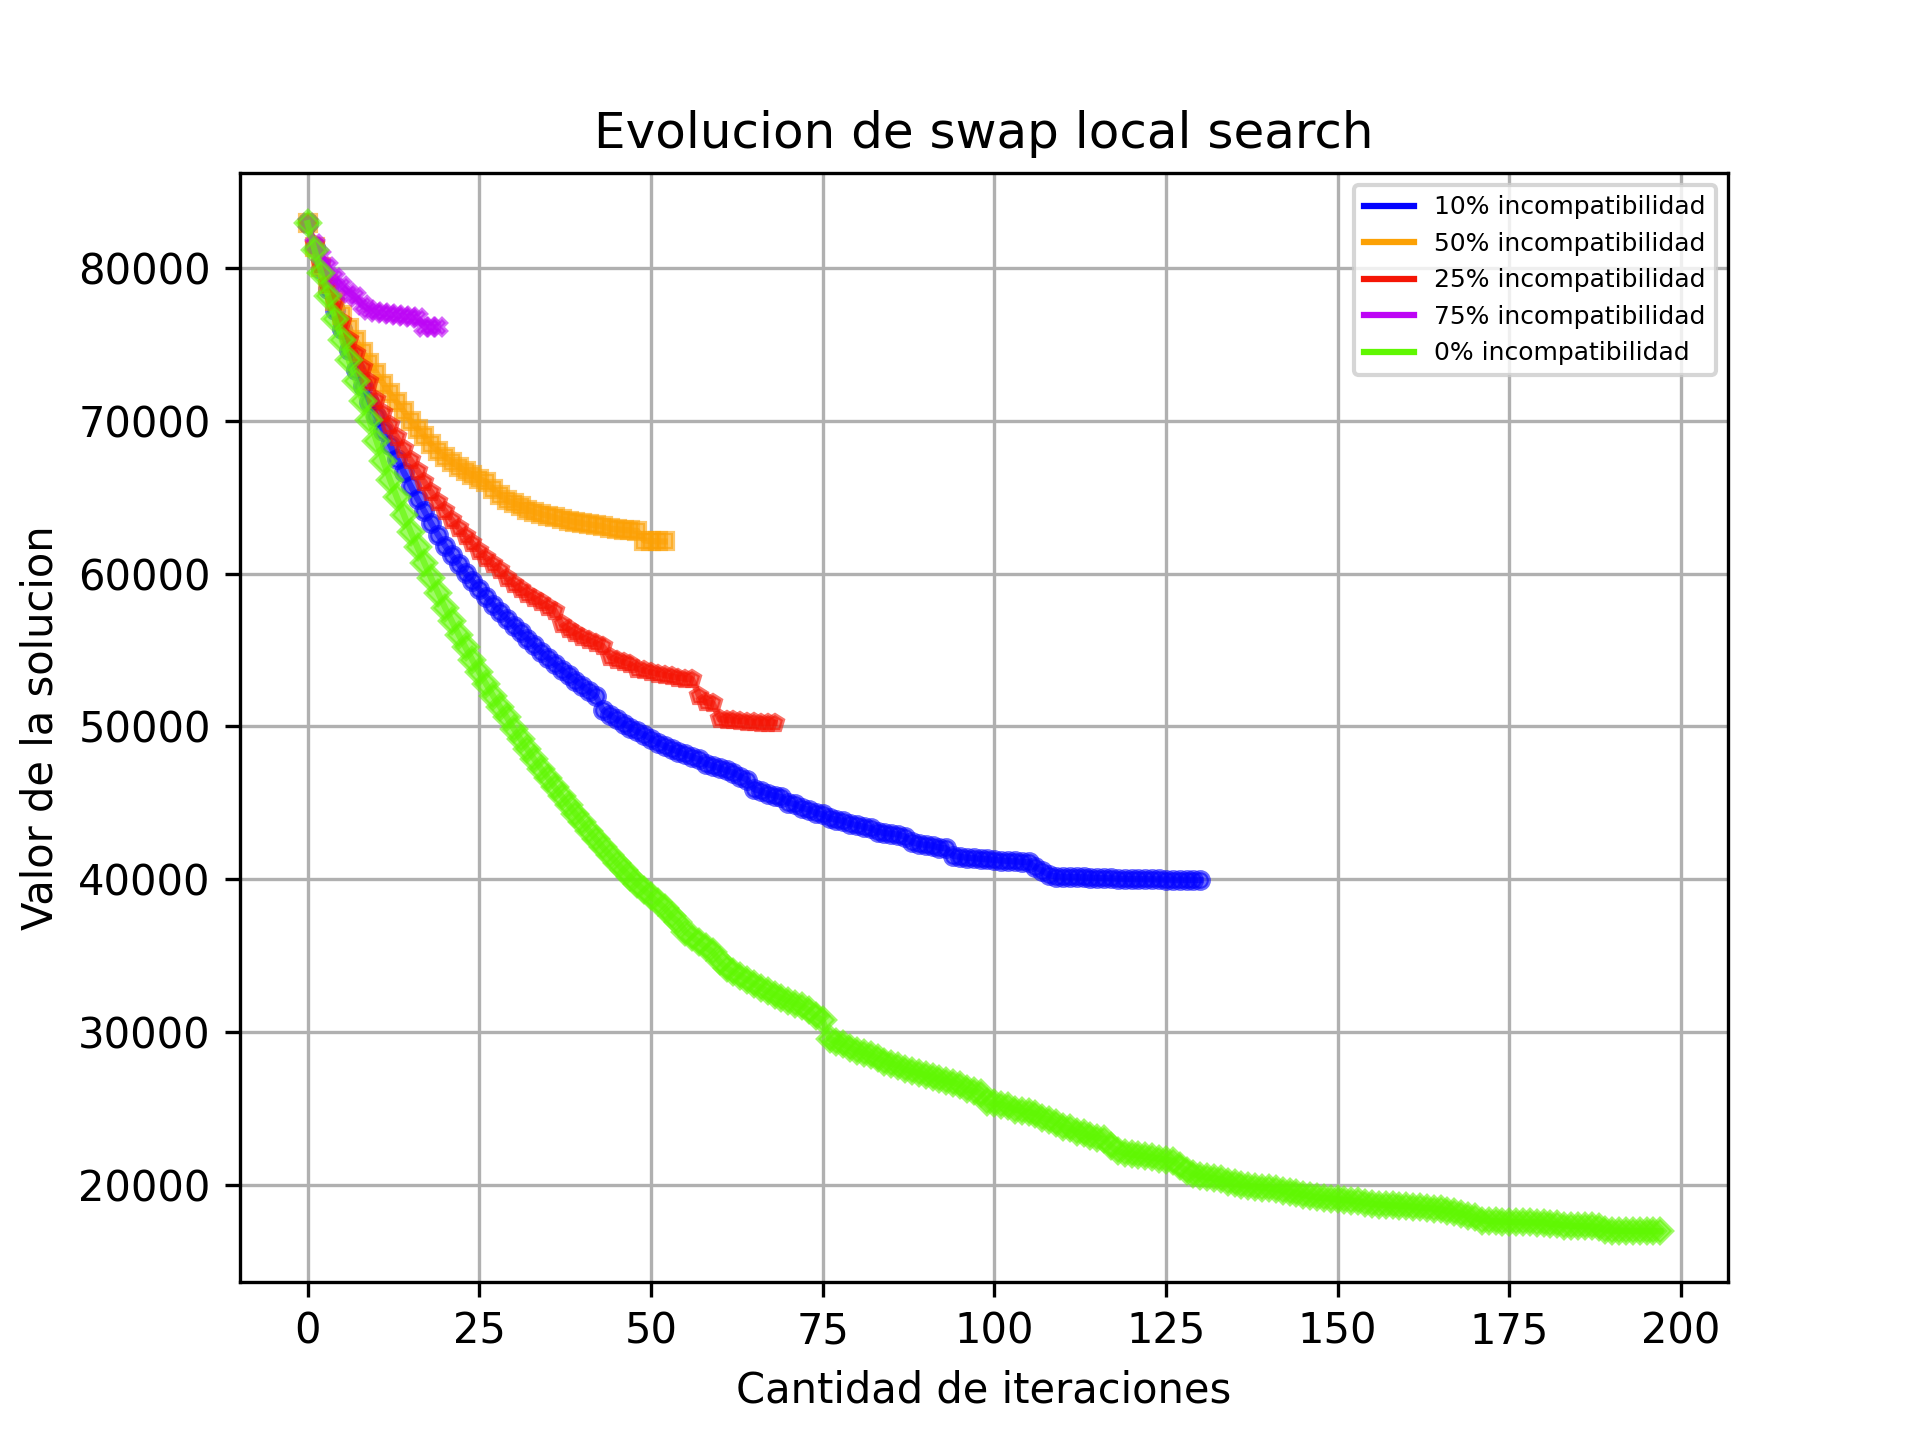 Evolucion de swap local search
10% incompatibilidad
50% incompatibilidad
25% incompatibilidad
75% incompatibilidad
0% incompatibilidad
Valor de la solucion
80000
70000
60000
50000
40000
30000
20000
0 25 50 75 100 125 150 175 200
Cantidad de iteraciones